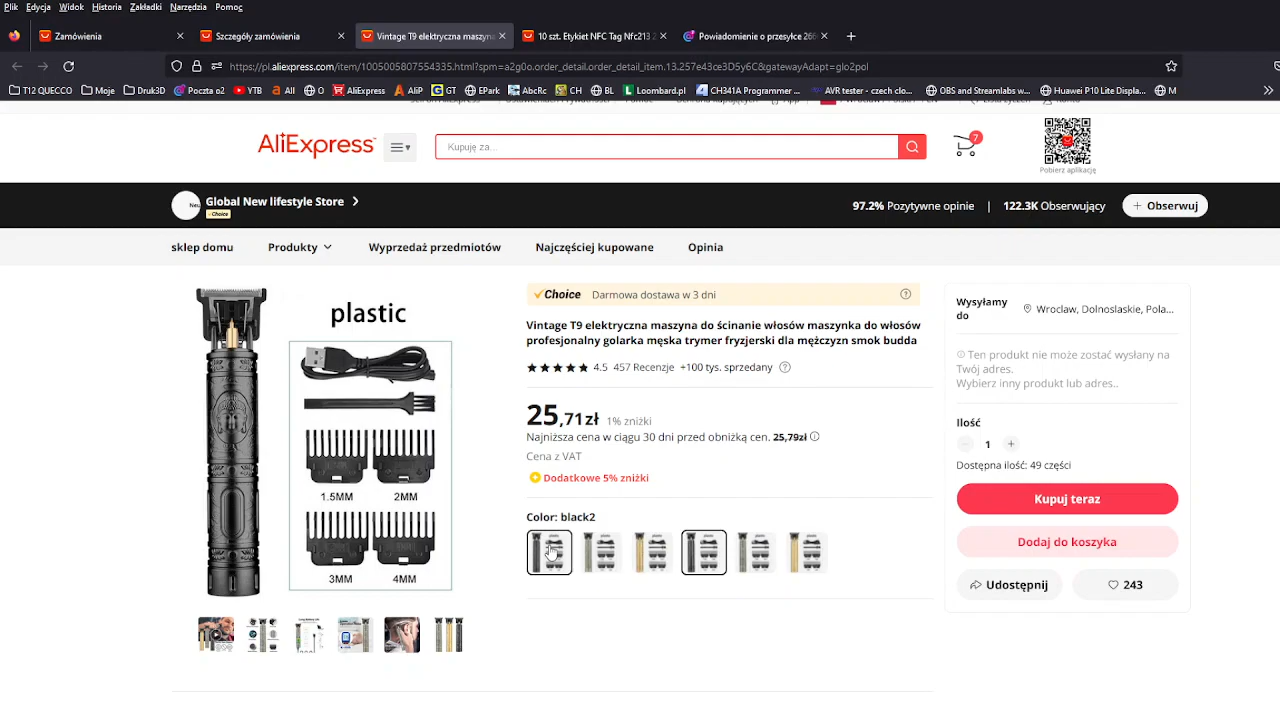 Plik Edycja Widok Historia Zakładki Narzędzia Pomoc
Zamówienia
Szczegóły zamówienia
Vintage T9 elektryczna maszyna
10 szt. Etykiet NFC Tag Nfc213 2
Powiadomienie o przesyłce 266
https://pl.aliexpress.com/item/1005005807554335.html?spm=a2g0o.order_detail.order_detail_item.13.257e43ce3D5y6C&gatewayAdapt=glo2pol
T12 QUECCO Moje Druk3D Poczta o2 YTB All O AliExpress AliP GT EPark AbcRc CH BL Loombard.pl CH341A Programmer ... AVR tester - czech clo... OBS and Streamlabs w... Huawei P10 Lite Displa... M
AliExpress
Kupuję za...
7
Pobierz aplikację
Global New lifestyle Store
Choice
97.2% Pozytywne opinie | 122.3K Obserwujący
+ Obserwuj
sklep domu Produkty Wyprzedaż przedmiotów Najczęściej kupowane Opinia
plastic
1.5MM 2MM
3MM 4MM
Choice Darmowa dostawa w 3 dni
Vintage T9 elektryczna maszyna do ścinanie włosów maszynka do włosów
profesjonalny golarka męska trymer fryzjerski dla mężczyzn smok budda
4.5 457 Recenzje +100 tys. sprzedany
25,71zł 1% zniżki
Najniższa cena w ciągu 30 dni przed obniżką cen. 25,79zł
Cena z VAT
Dodatkowe 5% zniżki
Color: black2
Wysyłamy
do
Wroclaw, Dolnoslaskie, Pola...
Ten produkt nie może zostać wysłany na
Twój adres.
Wybierz inny produkt lub adres..
Ilość
1
Dostępna ilość: 49 części
Kupuj teraz
Dodaj do koszyka
Udostępnij
243